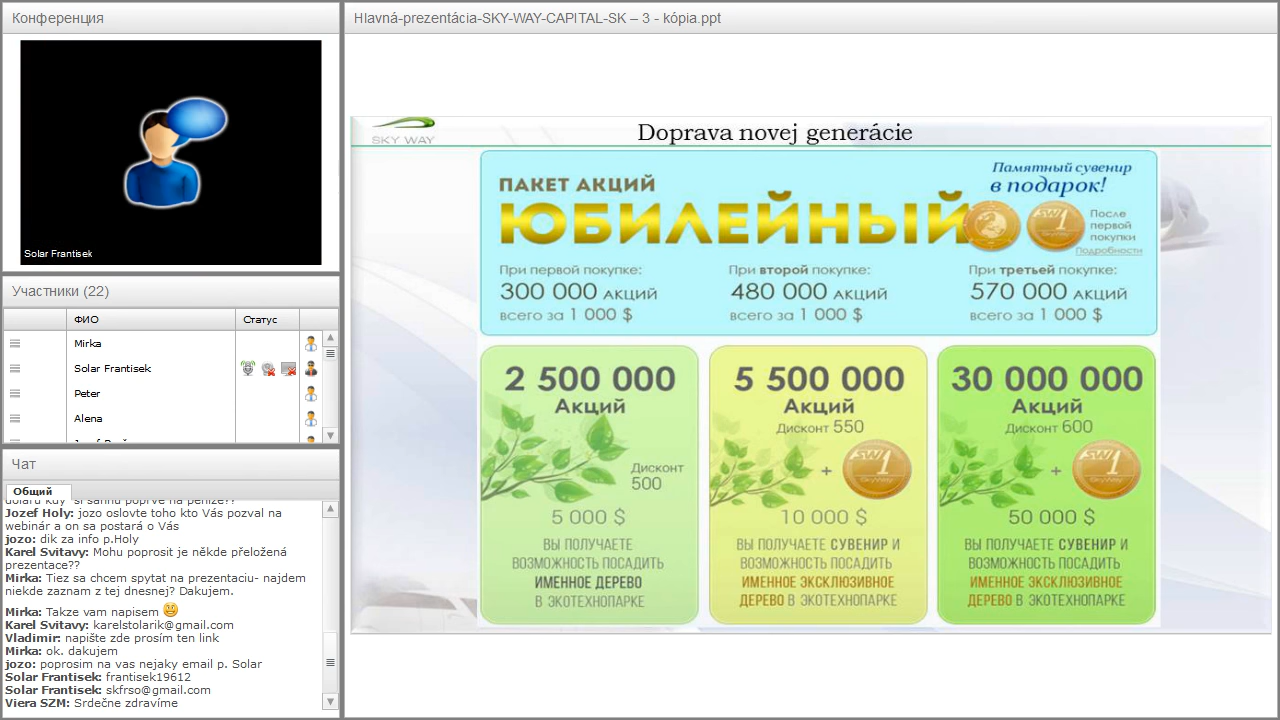 Конференция
Solar Frantisek
Участники (22)
ФИО
Статус
Mirka
Solar Frantisek
Peter
Alena
Чат
Общий
Jozef Holy: jozo oslovte toho kto Vás pozval na
webinár a on sa postará o Vás
jozo: dik za info p.Holy
Karel Svitavy: Mohu poprosit je někde přeložená
prezentace??
Mirka: Tiez sa chcem spytat na prezentaciu- najdem
niekde zaznam z tej dnesnej? Dakujem.
Mirka: Takze vam napisem
Karel Svitavy: karelstolarik@gmail.com
Vladimir: napište zde prosím ten link
Mirka: ok. dakujem
jozo: poprosim na vas nejaky email p. Solar
Solar Frantisek: frantisek19612
Solar Frantisek: skfrso@gmail.com
Viera SZM: Srdečne zdravíme
Hlavná-prezentácia-SKY-WAY-CAPITAL-SK – 3 - kópia.ppt
SKY WAY
Doprava novej generácie
ПАКЕТ АКЦИЙ
ЮБИЛЕЙНЫЙ
Памятный сувенир
в подарок!
SW1
SkyWay
После
первой
покупки
Подробности
При первой покупке:
300 000 АКЦИЙ
всего за 1 000 $
При второй покупке:
480 000 АКЦИЙ
всего за 1 000 $
При третьей покупке:
570 000 АКЦИЙ
всего за 1 000 $
2 500 000
Акций
Дисконт
500
5 000 $
ВЫ ПОЛУЧАЕТЕ
ВОЗМОЖНОСТЬ ПОСАДИТЬ
ИМЕННОЕ ДЕРЕВО
В ЭКОТЕХНОПАРКЕ
5 500 000
Акций
Дисконт 550
+
SW1
SkyWay
10 000 $
ВЫ ПОЛУЧАЕТЕ СУВЕНИР И
ВОЗМОЖНОСТЬ ПОСАДИТЬ
ИМЕННОЕ ЭКСКЛЮЗИВНОЕ
ДЕРЕВО В ЭКОТЕХНОПАРКЕ
30 000 000
Акций
Дисконт 600
+
SW1
SkyWay
50 000 $
ВЫ ПОЛУЧАЕТЕ СУВЕНИР И
ВОЗМОЖНОСТЬ ПОСАДИТЬ
ИМЕННОЕ ЭКСКЛЮЗИВНОЕ
ДЕРЕВО В ЭКОТЕХНОПАРКЕ